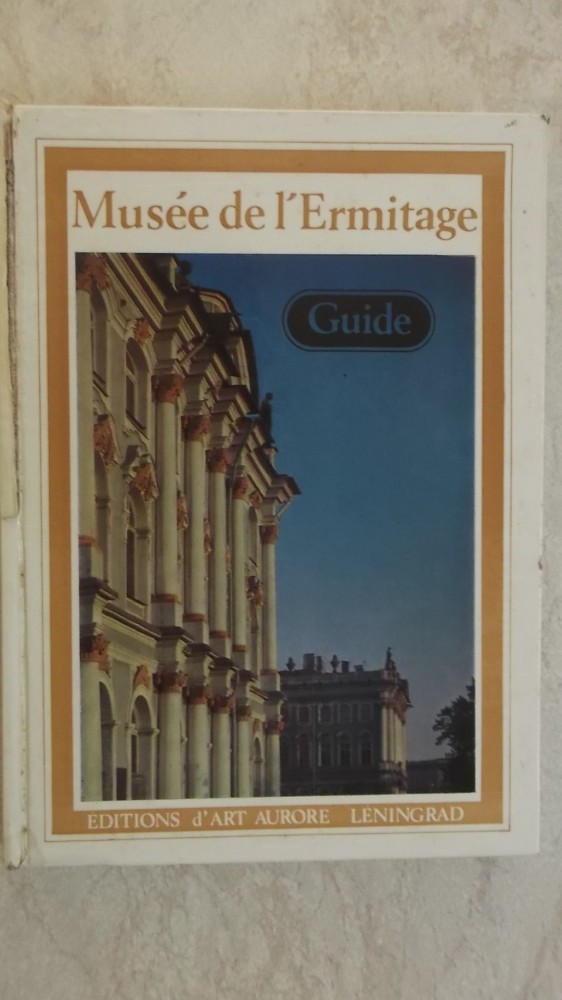 Musée de l'Ermitage
Guide
EDITIONS d'ART AURORE LENINGRAD